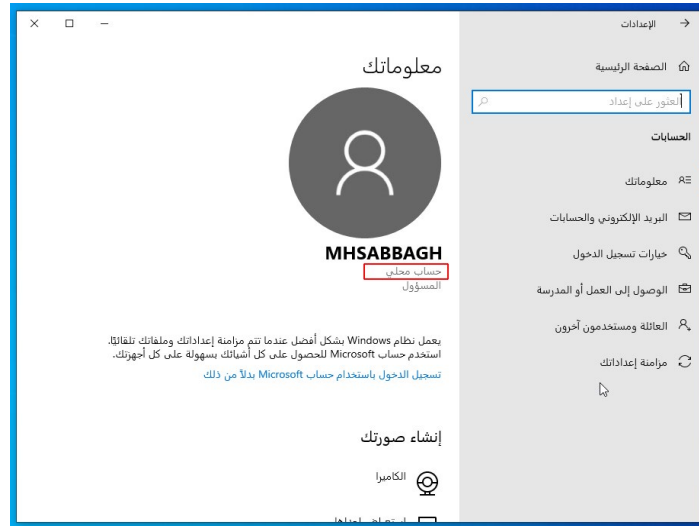 الإعدادات
الصفحة الرئيسية
العثور على إعداد
الحسابات
معلوماتك
البريد الإلكتروني والحسابات
خيارات تسجيل الدخول
الوصول إلى العمل أو المدرسة
العائلة ومستخدمون آخرون
مزامنة إعداداتك
معلوماتك
MHSABBAGH
حساب محلي
المسؤول
يعمل نظام Windows بشكل أفضل عندما تتم مزامنة إعداداتك وملفاتك تلقائيًا.
استخدم حساب Microsoft للحصول على كل أشيائك بسهولة على كل أجهزتك.
تسجيل الدخول باستخدام حساب Microsoft بدلاً من ذلك
إنشاء صورتك
الكاميرا